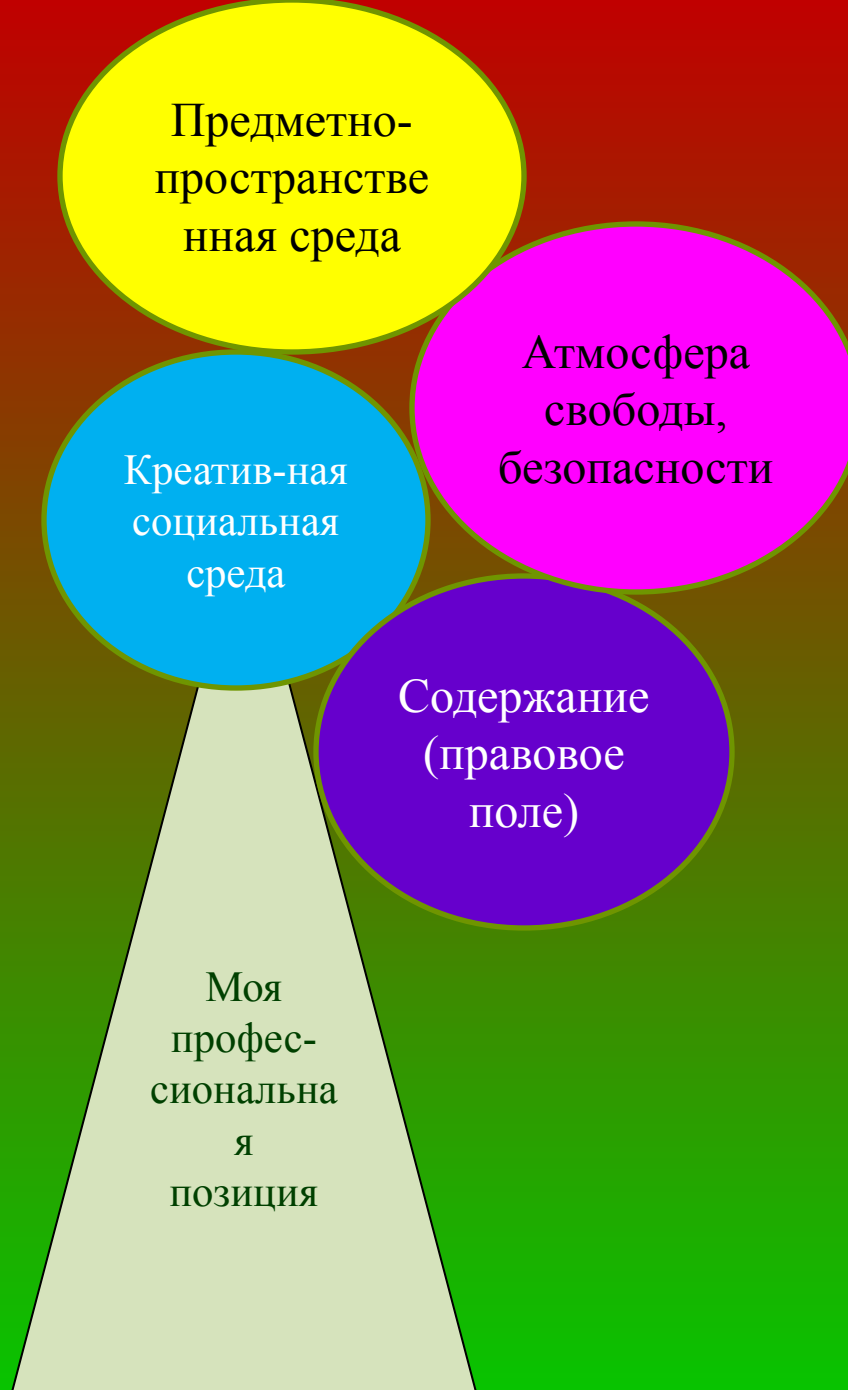 Предметно-
пространстве
нная среда
Атмосфера
свободы,
безопасности
Креатив-ная
социальная
среда
Содержание
(правовое
поле)
Моя
профес-
сиональна
я
позиция